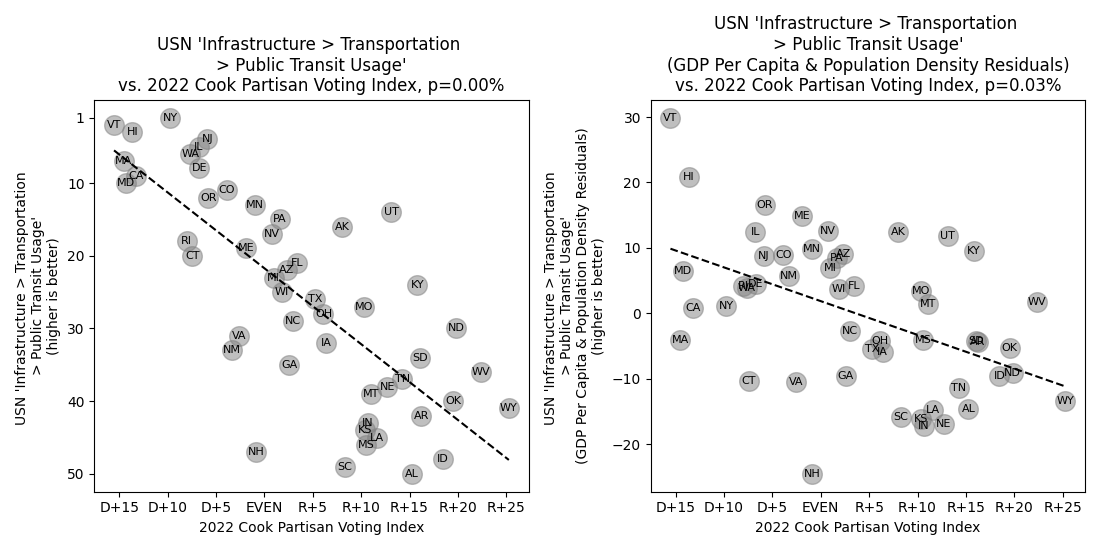 USN 'Infrastructure > Transportation
> Public Transit Usage'
vs. 2022 Cook Partisan Voting Index, p=0.00%
USN 'Infrastructure > Transportation
> Public Transit Usage'
(higher is better)
1
10
20
30
40
50
VT
HI
NY
NJ
IL
WA
MA
DE
CA
MD
CO
OR
MN
UT
PA
AK
NV
RI
ME
CT
FL
AZ
MI
KY
WI
TX
MO
OH
NC
ND
VA
IA
NM
SD
GA
WV
TN
NE
MT
OK
WY
AR
IN
KS
LA
MS
NH
ID
SC
AL
D+15
D+10
D+5
EVEN
R+5
R+10
R+15
R+20
R+25
2022 Cook Partisan Voting Index
USN 'Infrastructure > Transportation
> Public Transit Usage'
(GDP Per Capita & Population Density Residuals)
vs. 2022 Cook Partisan Voting Index, p=0.03%
USN 'Infrastructure > Transportation
> Public Transit Usage'
(GDP Per Capita & Population Density Residuals)
(higher is better)
30
20
10
0
−10
−20
VT
HI
OR
ME
IL
NV
AK
UT
MN
KY
NJ
CO
AZ
PA
MI
MD
NM
DE
RI
WA
FL
WI
MO
WV
MT
NY
CA
NC
MA
OH
MS
SD
AR
TX
IA
OK
ND
ID
GA
CT
VA
TN
WY
AL
LA
SC
KS
NE
IN
NH
D+15
D+10
D+5
EVEN
R+5
R+10
R+15
R+20
R+25
2022 Cook Partisan Voting Index